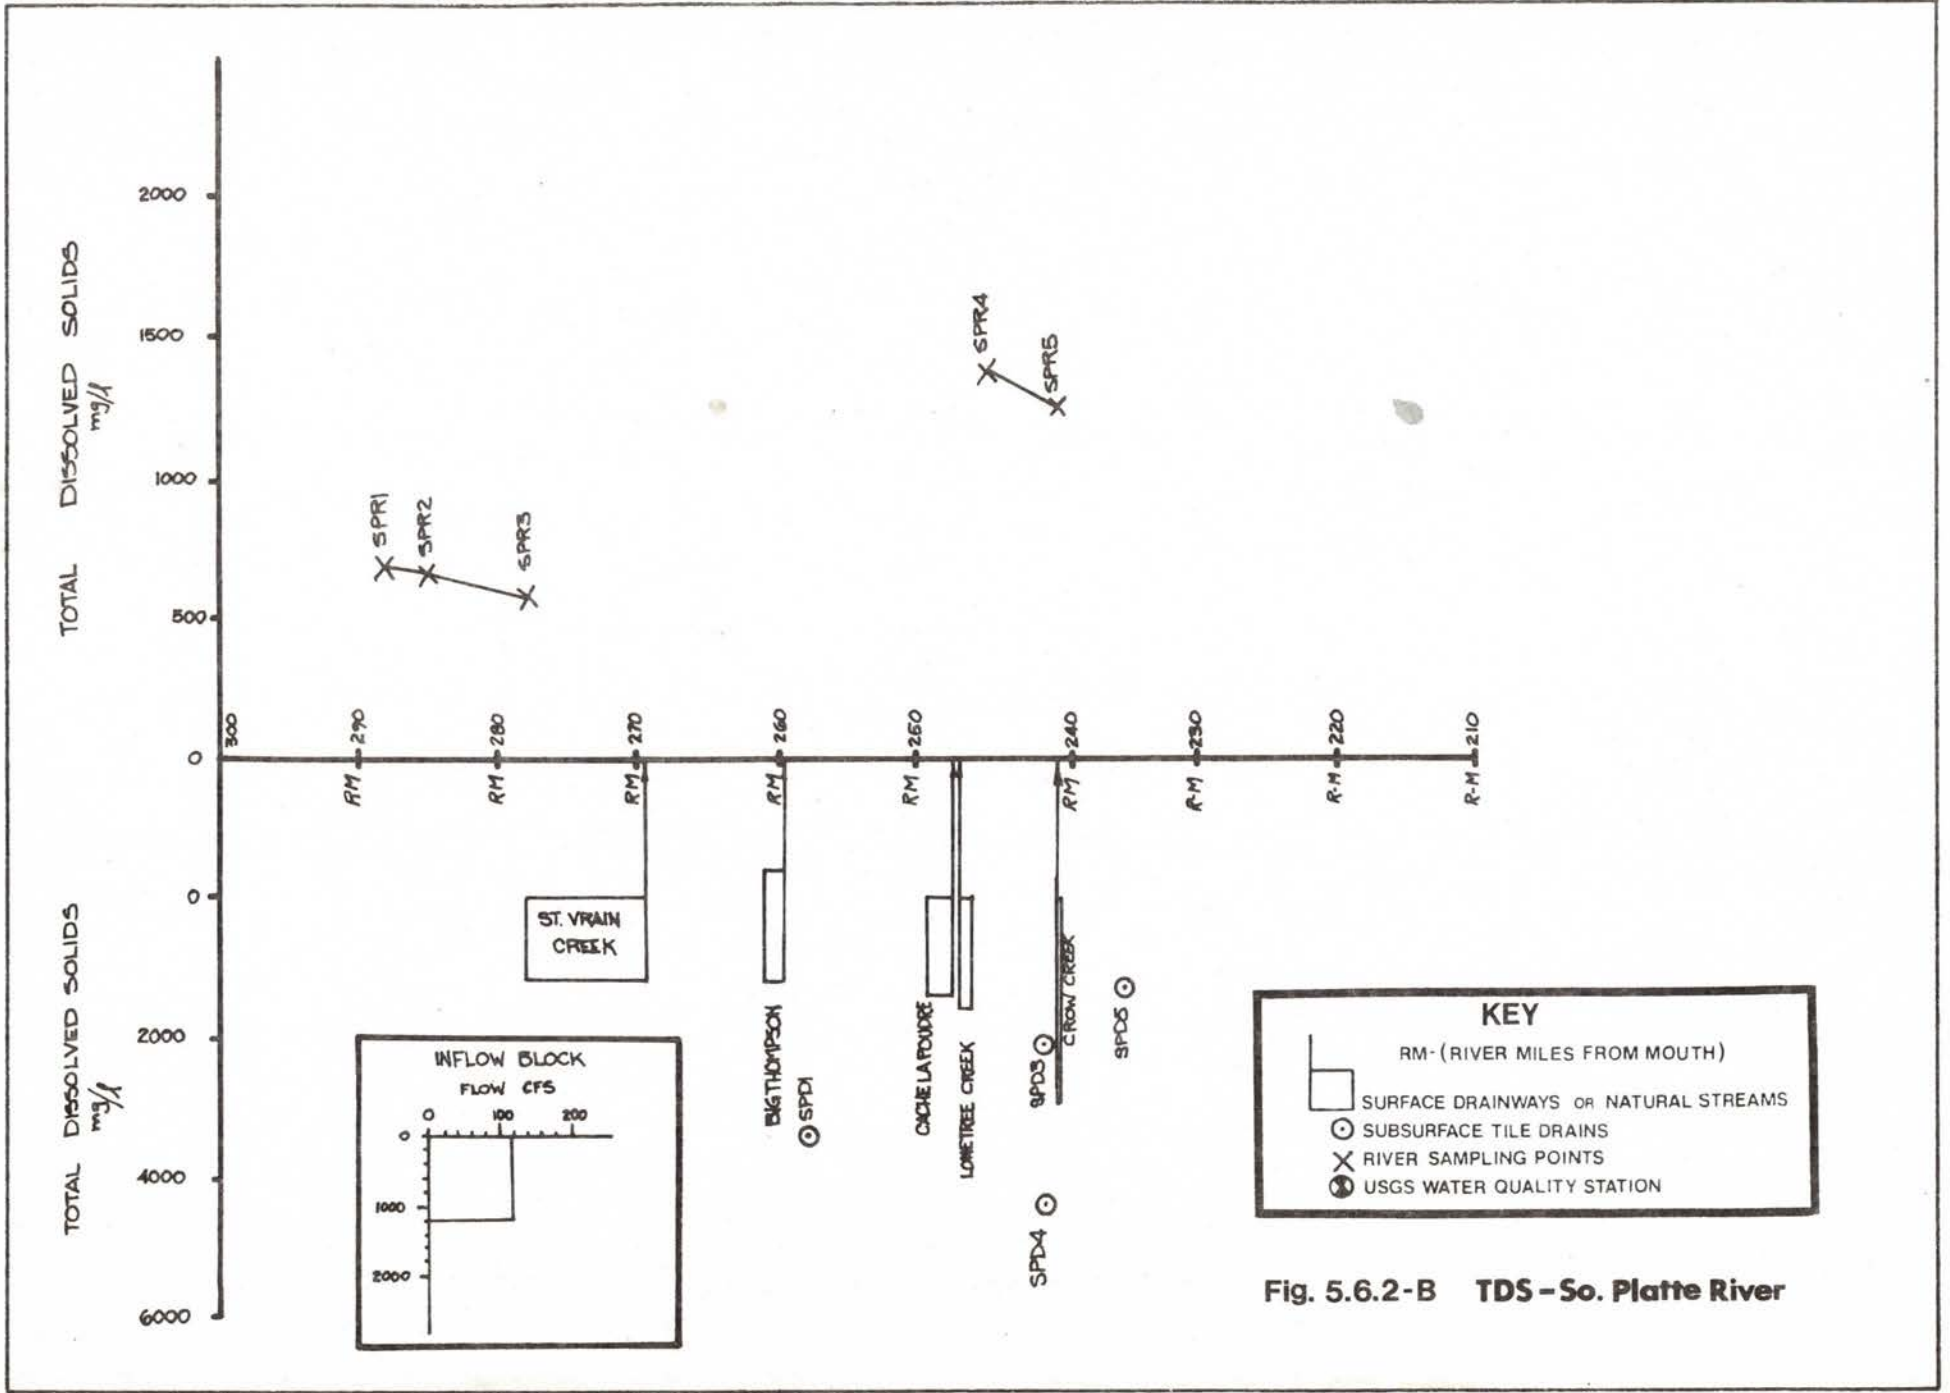 2000
1500
1000
500
0
TOTAL DISSOLVED SOLIDS
mg/l
SPR1
SPR2
SPR3
SPR4
SPR5
300
RM 290
RM 280
RM 270
RM 260
RM 250
RM 240
R-M 230
R-M 220
R-M 210
0
2000
4000
6000
TOTAL DISSOLVED SOLIDS
mg/l
ST. VRAIN
CREEK
BIG THOMPSON
SPD1
CACHE LA POUDRE
LONETREE CREEK
SPD3
CROW CREEK
SPD4
SPD5
INFLOW BLOCK
FLOW CFS
0 100 200
0
1000
2000
KEY
RM-(RIVER MILES FROM MOUTH)
SURFACE DRAINWAYS OR NATURAL STREAMS
SUBSURFACE TILE DRAINS
RIVER SAMPLING POINTS
USGS WATER QUALITY STATION
Fig. 5.6.2-B TDS-So. Platte River